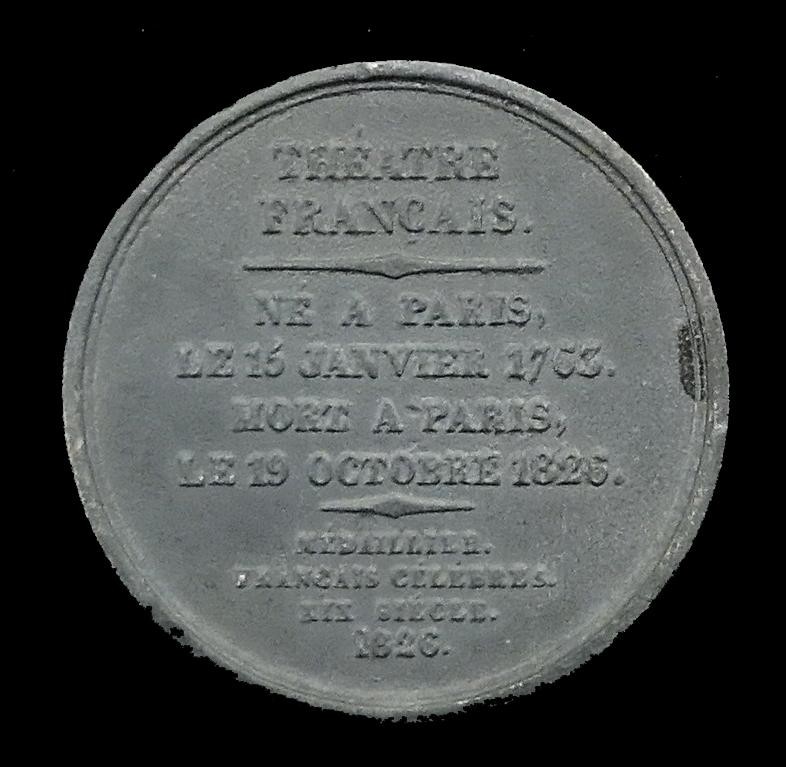 THÉATRE
FRANÇAIS.
NÉ A PARIS,
LE 15 JANVIER 1763.
MORT A PARIS,
LE 19 OCTOBRE 1826.
MÉDAILLIER.
FRANÇAIS CÉLÈBRES.
XIX SIÈCLE.
1826.